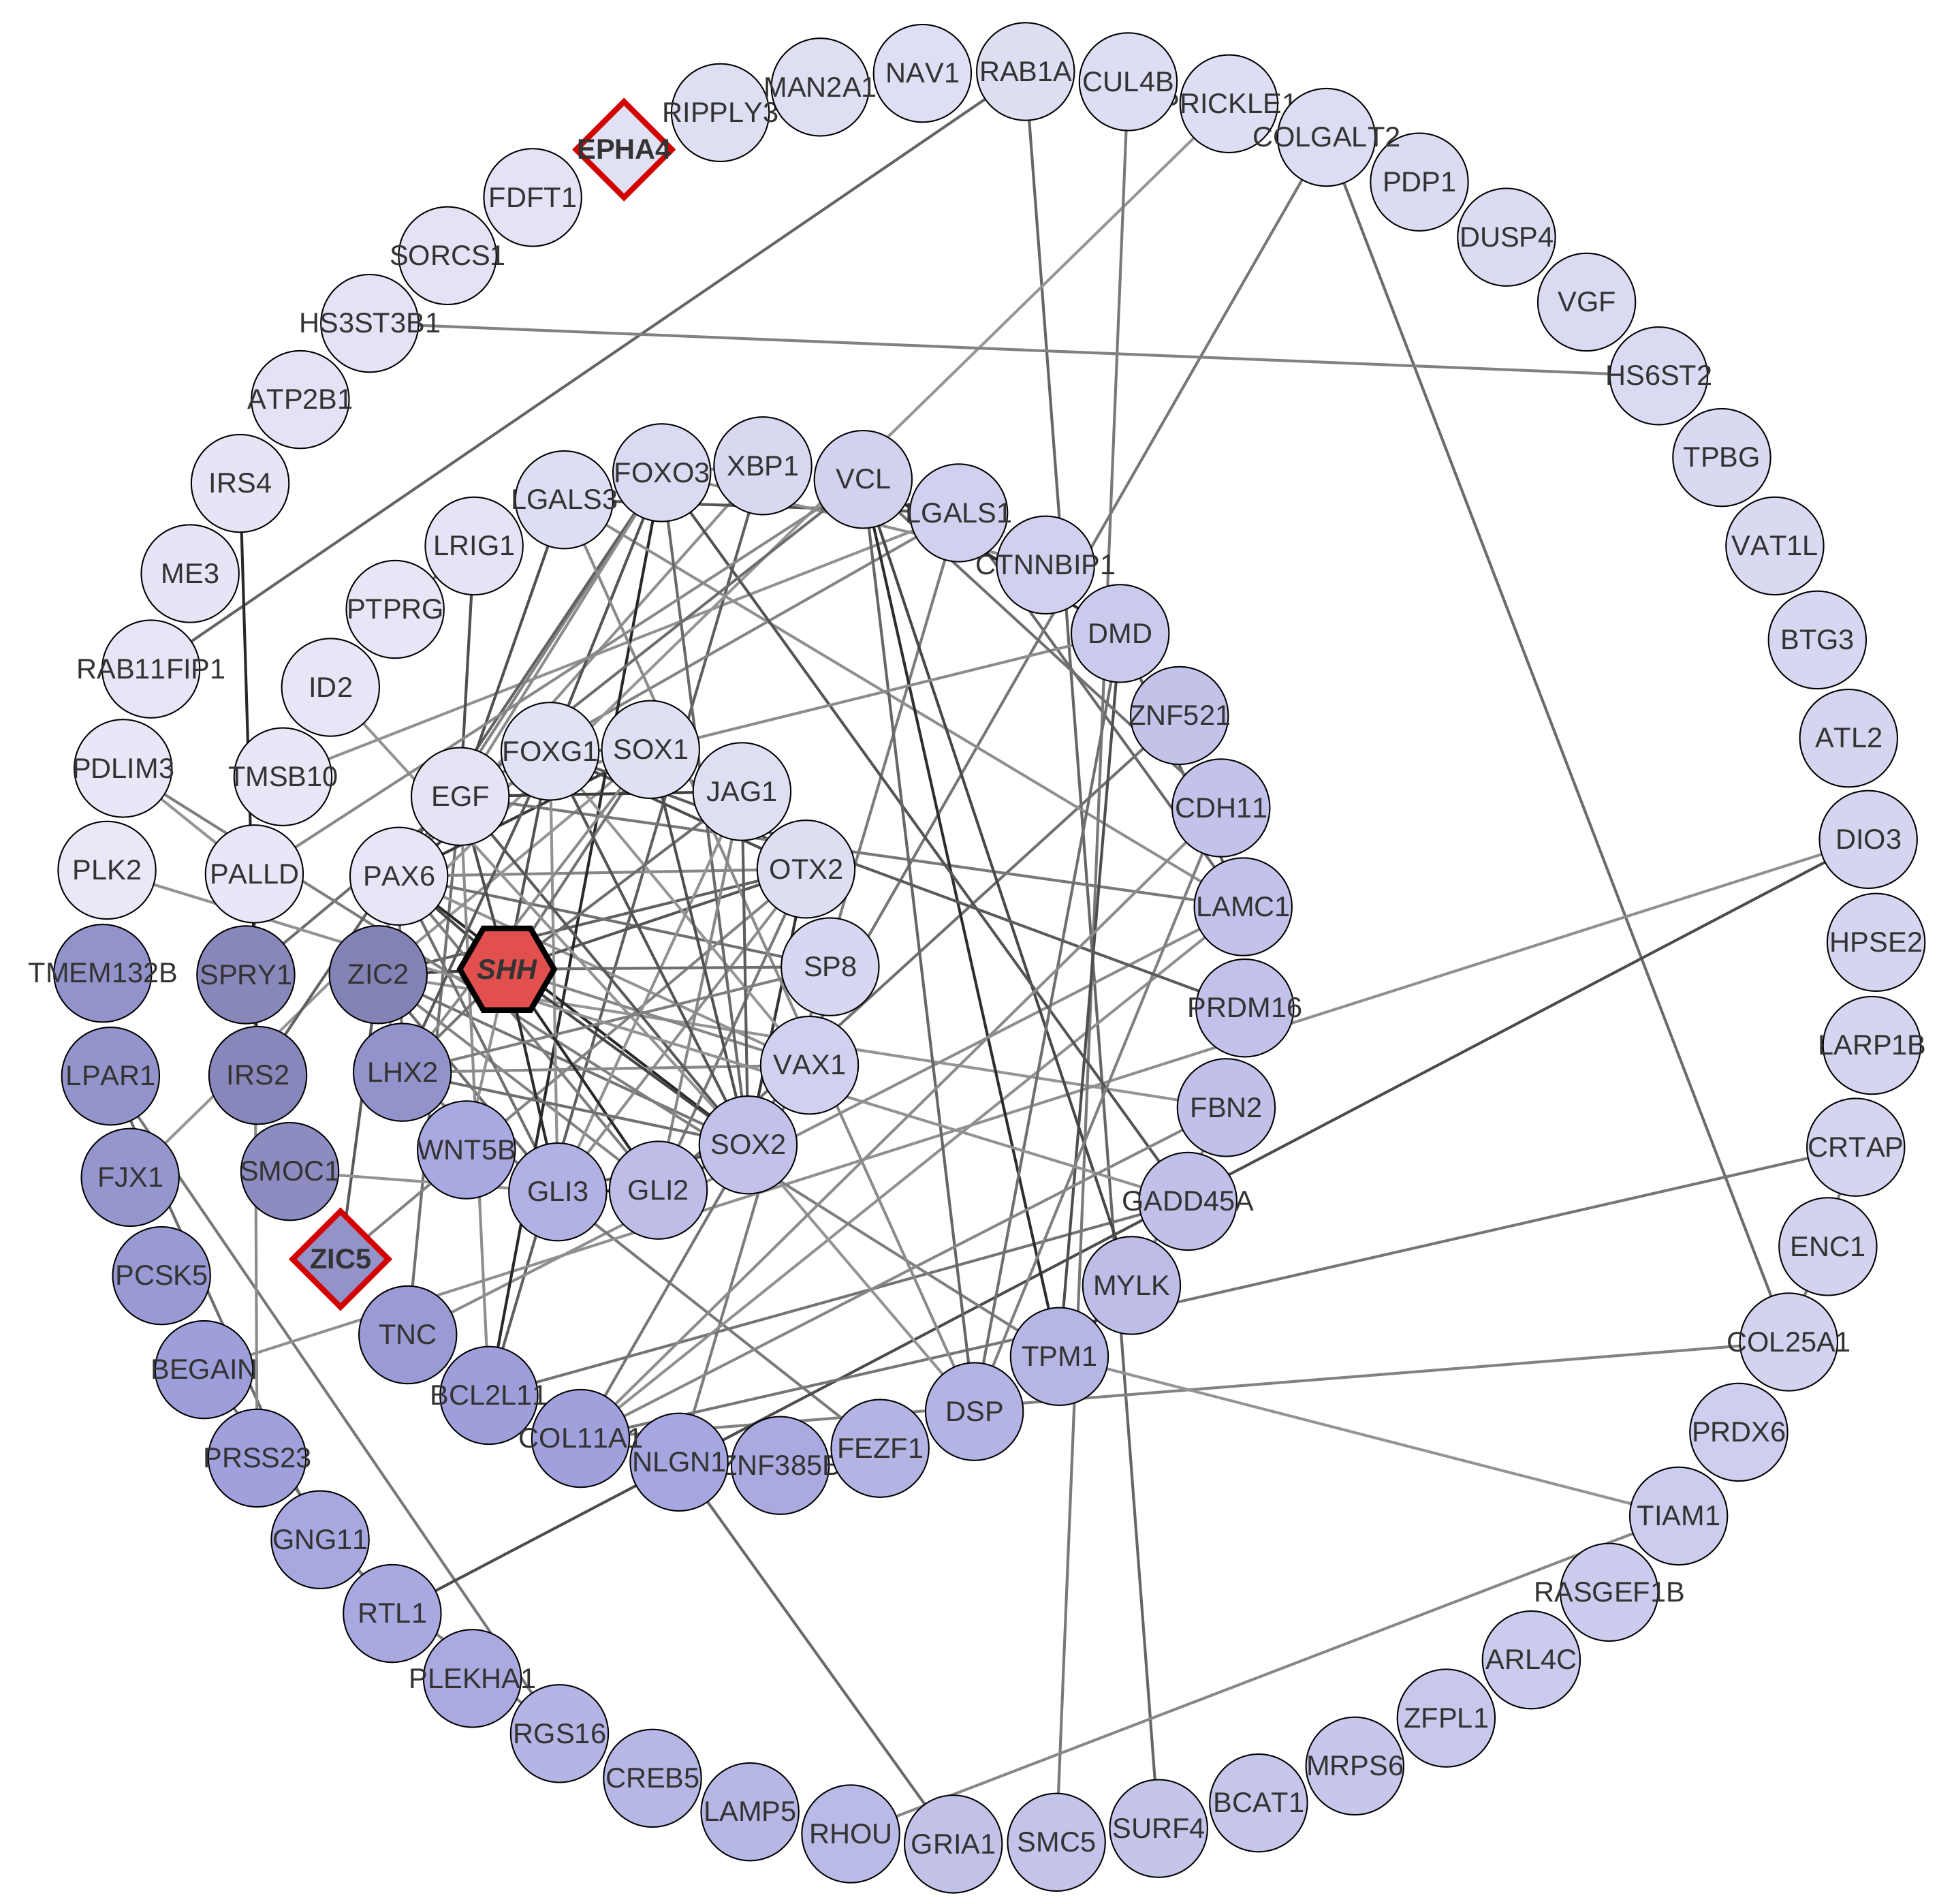 RAB1A
NAV1
CUL4B
MAN2A1
PRICKLE1
RIPPLY3
COLGALT2
EPHA4
PDP1
FDFT1
DUSP4
SORCS1
VGF
HS3ST3B1
HS6ST2
ATP2B1
TPBG
XBP1
FOXO3
VCL
IRS4
LGALS3
LGALS1
LRIG1
VAT1L
CTNNBIP1
ME3
PTPRG
DMD
BTG3
RAB11FIP1
ID2
ZNF521
ATL2
SOX1
FOXG1
PDLIM3
TMSB10
JAG1
EGF
CDH11
DIO3
PLK2
PALLD
PAX6
OTX2
LAMC1
HPSE2
TMEM132B
SPRY1
ZIC2
SHH
SP8
PRDM16
LARP1B
LPAR1
IRS2
LHX2
VAX1
FBN2
CRTAP
WNT5B
SOX2
FJX1
SMOC1
GLI3
GLI2
GADD45A
ENC1
ZIC5
PCSK5
MYLK
TNC
COL25A1
TPM1
BEGAIN
BCL2L11
DSP
PRDX6
COL11A1
FEZF1
PRSS23
NLGN1
ZNF385B
TIAM1
GNG11
RASGEF1B
RTL1
ARL4C
PLEKHA1
ZFPL1
RGS16
MRPS6
CREB5
BCAT1
LAMP5
SURF4
RHOU
GRIA1
SMC5